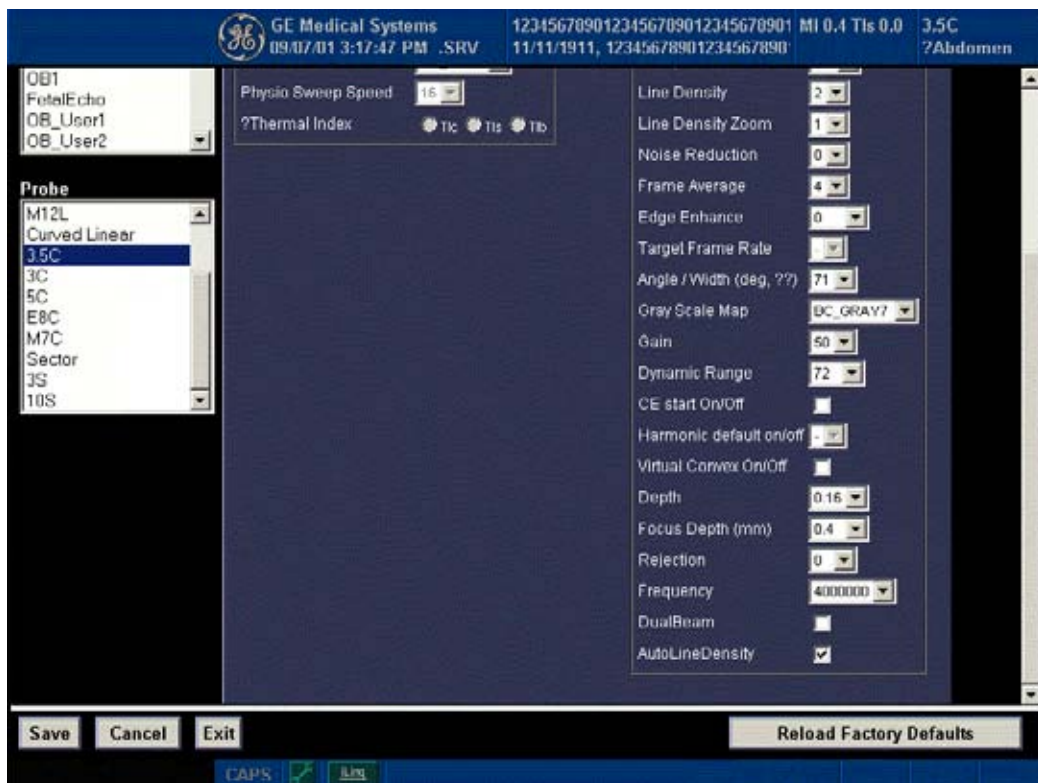 GE Medical Systems
09/07/01 3:17:47 PM .SRV
1234567890123456789012345678901
11/11/1911, 12345678901234567890
MI 0.4 TIs 0.0
3.5C
?Abdomen
OB1
FetalEcho
OB_User1
OB_User2
Probe
M12L
Curved Linear
3.5C
3C
5C
E8C
M7C
Sector
3S
10S
Physio Sweep Speed 16
?Thermal Index TIc TIs TIb
Line Density 2
Line Density Zoom 1
Noise Reduction 0
Frame Average 4
Edge Enhance 0
Target Frame Rate -
Angle / Width (deg, ??) 71
Gray Scale Map BC_GRAY7
Gain 50
Dynamic Range 72
CE start On/Off
Harmonic default on/off -
Virtual Convex On/Off
Depth 0.16
Focus Depth (mm) 0.4
Rejection 0
Frequency 4000000
DualBeam
AutoLineDensity
Save Cancel Exit Reload Factory Defaults
CAPS iLinq